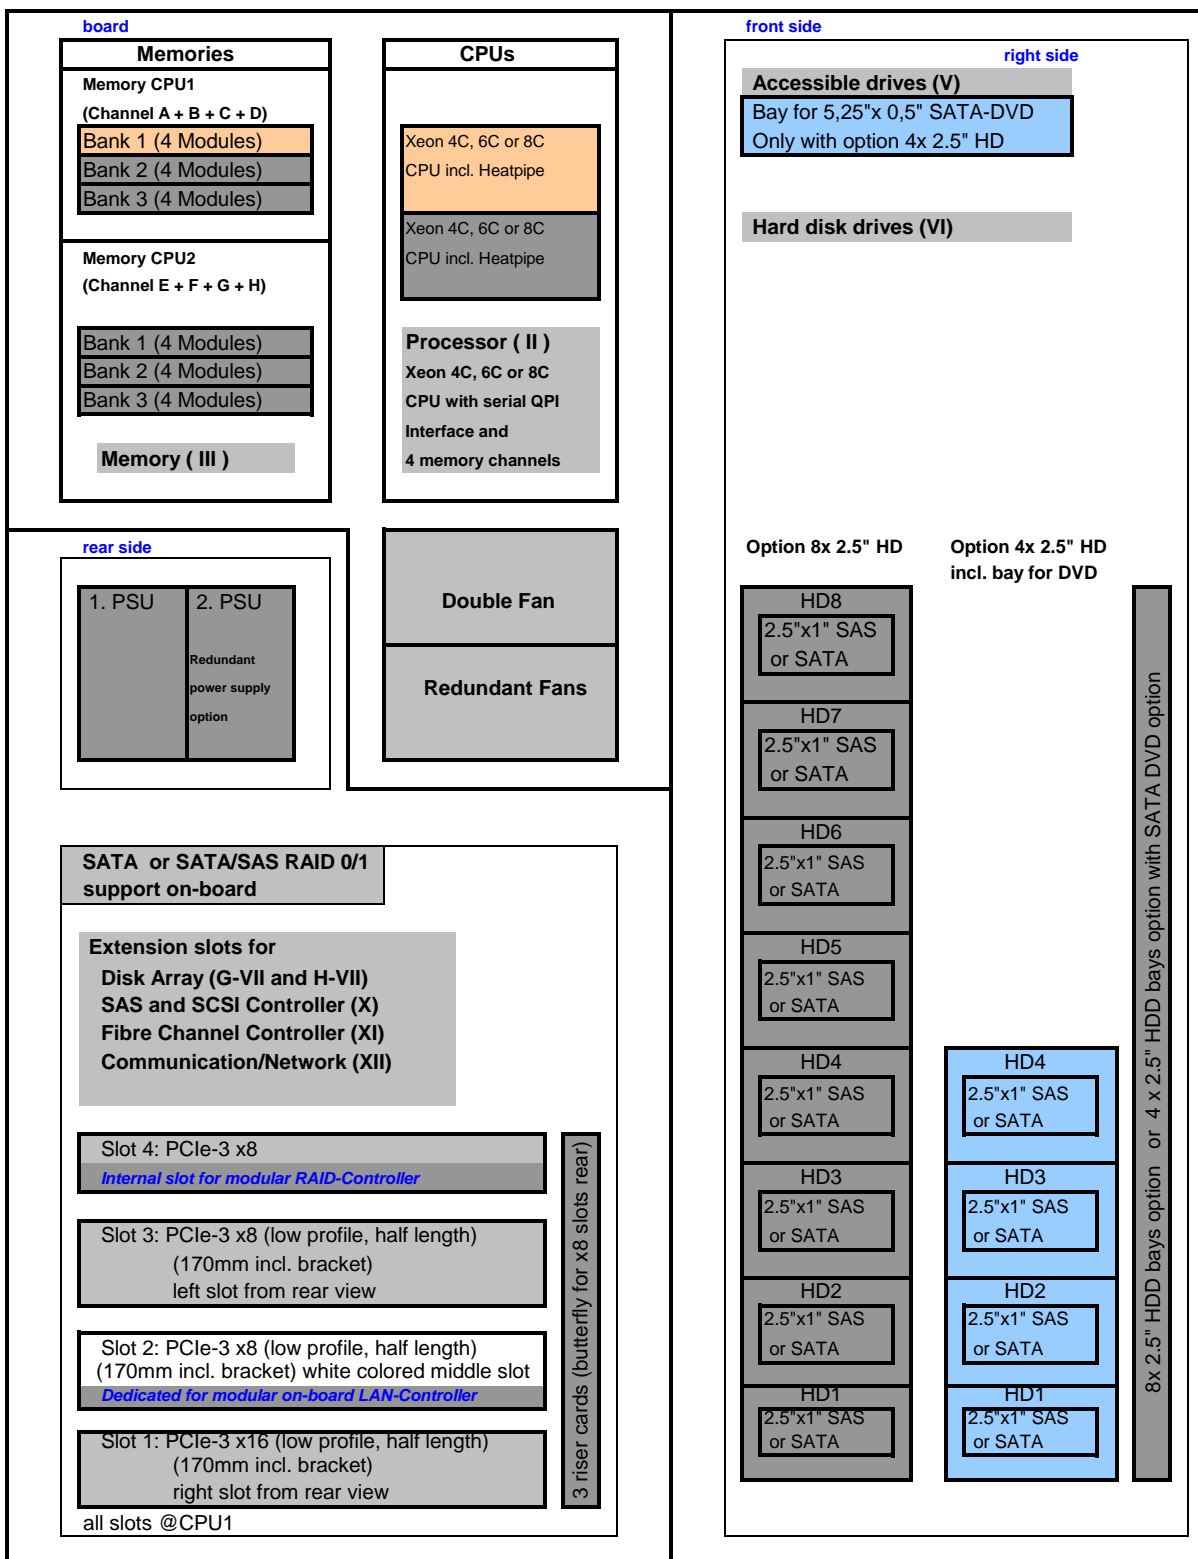 board
Memories
Memory CPU1
(Channel A + B + C + D)
Bank 1 (4 Modules)
Bank 2 (4 Modules)
Bank 3 (4 Modules)
Memory CPU2
(Channel E + F + G + H)
Bank 1 (4 Modules)
Bank 2 (4 Modules)
Bank 3 (4 Modules)
Memory ( III )
CPUs
Xeon 4C, 6C or 8C
CPU incl. Heatpipe
Xeon 4C, 6C or 8C
CPU incl. Heatpipe
Processor ( II )
Xeon 4C, 6C or 8C
CPU with serial QPI
Interface and
4 memory channels
rear side
1. PSU
2. PSU
Redundant
power supply
option
Double Fan
Redundant Fans
SATA or SATA/SAS RAID 0/1
support on-board
Extension slots for
Disk Array (G-VII and H-VII)
SAS and SCSI Controller (X)
Fibre Channel Controller (XI)
Communication/Network (XII)
Slot 4: PCIe-3 x8
Internal slot for modular RAID-Controller
Slot 3: PCIe-3 x8 (low profile, half length)
(170mm incl. bracket)
left slot from rear view
Slot 2: PCIe-3 x8 (low profile, half length)
(170mm incl. bracket) white colored middle slot
Dedicated for modular on-board LAN-Controller
Slot 1: PCIe-3 x16 (low profile, half length)
(170mm incl. bracket)
right slot from rear view
all slots @CPU1
3 riser cards (butterfly for x8 slots rear)
front side
right side
Accessible drives (V)
Bay for 5,25"x 0,5" SATA-DVD
Only with option 4x 2.5" HD
Hard disk drives (VI)
Option 8x 2.5" HD
HD8
2.5"x1" SAS
or SATA
HD7
2.5"x1" SAS
or SATA
HD6
2.5"x1" SAS
or SATA
HD5
2.5"x1" SAS
or SATA
HD4
2.5"x1" SAS
or SATA
HD3
2.5"x1" SAS
or SATA
HD2
2.5"x1" SAS
or SATA
HD1
2.5"x1" SAS
or SATA
Option 4x 2.5" HD
incl. bay for DVD
HD4
2.5"x1" SAS
or SATA
HD3
2.5"x1" SAS
or SATA
HD2
2.5"x1" SAS
or SATA
HD1
2.5"x1" SAS
or SATA
8x 2.5" HDD bays option or 4 x 2.5" HDD bays option with SATA DVD option